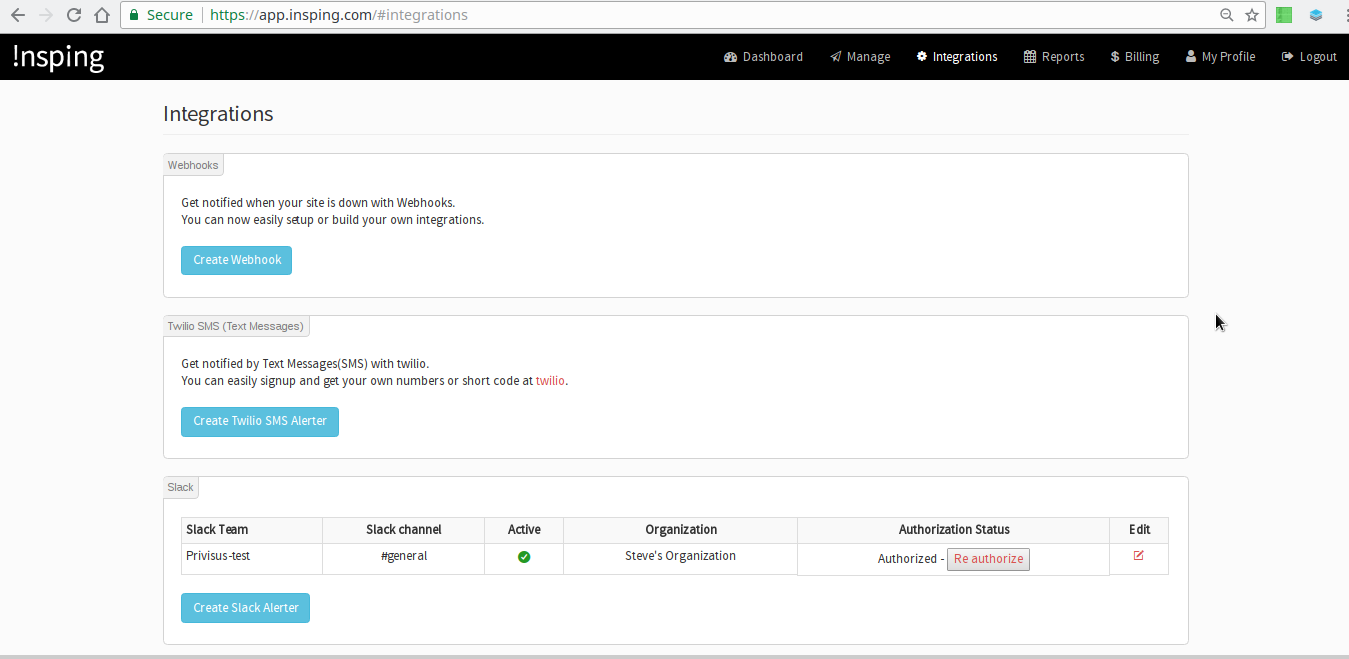 Secure https://app.insping.com/#integrations
!nsping Dashboard Manage Integrations Reports $ Billing My Profile Logout
Integrations
Webhooks
Get notified when your site is down with Webhooks.
You can now easily setup or build your own integrations.
Create Webhook
Twilio SMS (Text Messages)
Get notified by Text Messages(SMS) with twilio.
You can easily signup and get your own numbers or short code at twilio.
Create Twilio SMS Alerter
Slack
Slack Team Slack channel Active Organization Authorization Status Edit
Privisus-test #general Steve's Organization Authorized - Re authorize
Create Slack Alerter